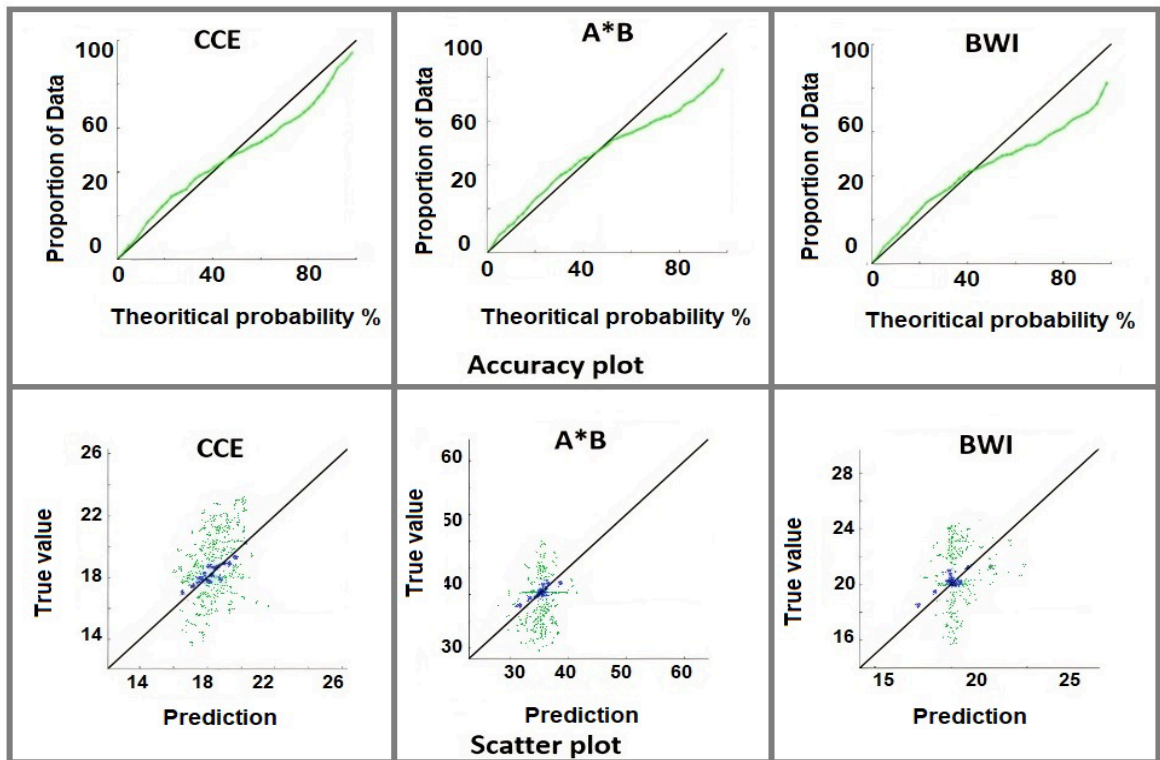 CCE
Proportion of Data
100
60
20
0
0 40 80
Theoritical probability %
A*B
Proportion of Data
100
60
20
0
0 40 80
Theoritical probability %
BWI
Proportion of Data
100
60
20
0
0 40 80
Theoritical probability %
Accuracy plot
CCE
True value
26
22
18
14
14 18 22 26
Prediction
A*B
True value
60
50
40
30
30 40 50 60
Prediction
BWI
True value
28
24
20
16
15 20 25
Prediction
Scatter plot